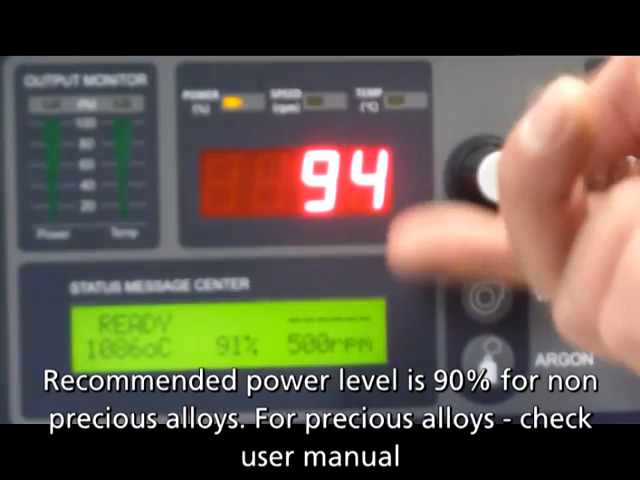 OUTPUT MONITOR
(%)
100
80
60
40
20
Power Temp
POWER (%) SPEED (rpm) TEMP (°C)
94
STATUS MESSAGE CENTER
READY --------
1086oC 91% 500rpm
ARGON
Recommended power level is 90% for non
precious alloys. For precious alloys - check
user manual